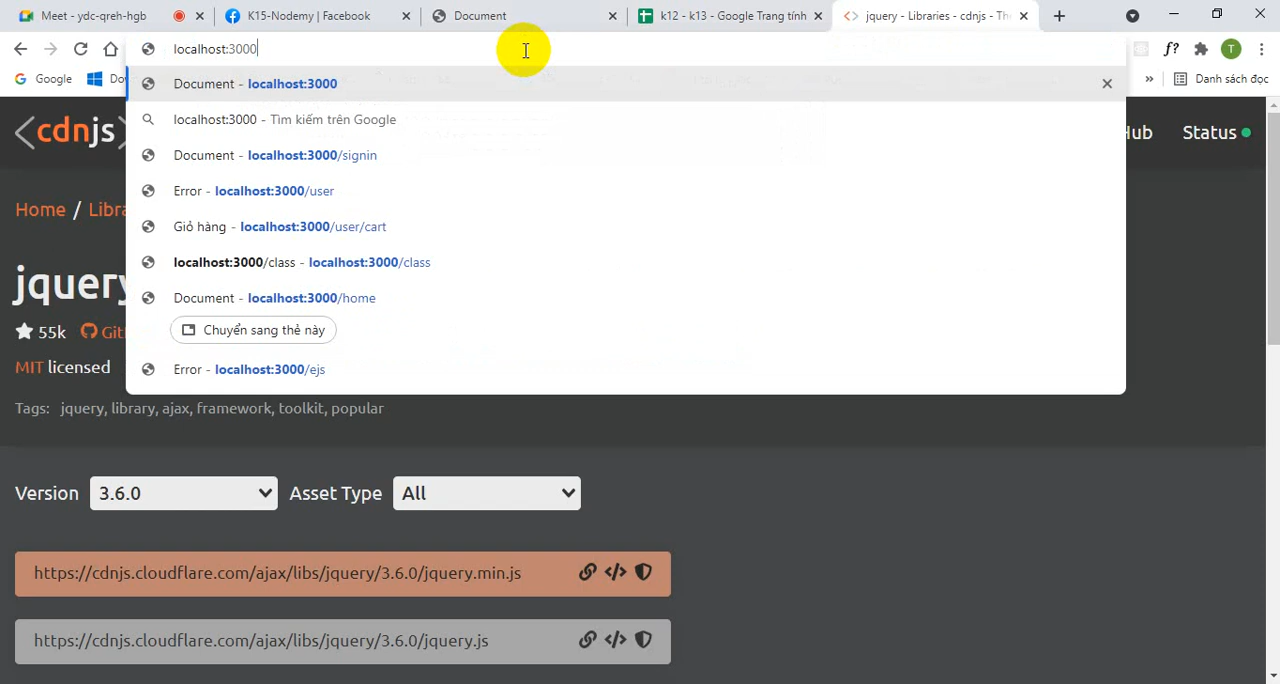 Meet - ydc-qreh-hgb
K15-Nodemy | Facebook
Document
k12 - k13 - Google Trang tính
jquery - Libraries - cdnjs - Th
localhost:3000
f?
T
Google
Do
»
Danh sách đọc
Document - localhost:3000
localhost:3000 - Tìm kiếm trên Google
Document - localhost:3000/signin
Error - localhost:3000/user
Giỏ hàng - localhost:3000/user/cart
localhost:3000/class - localhost:3000/class
Document - localhost:3000/home
Chuyển sang thẻ này
Error - localhost:3000/ejs
<cdnjs
Hub
Status
Home / Libra
jquery
55k
Git
MIT licensed
Tags: jquery, library, ajax, framework, toolkit, popular
Version 3.6.0 Asset Type All
https://cdnjs.cloudflare.com/ajax/libs/jquery/3.6.0/jquery.min.js
https://cdnjs.cloudflare.com/ajax/libs/jquery/3.6.0/jquery.js